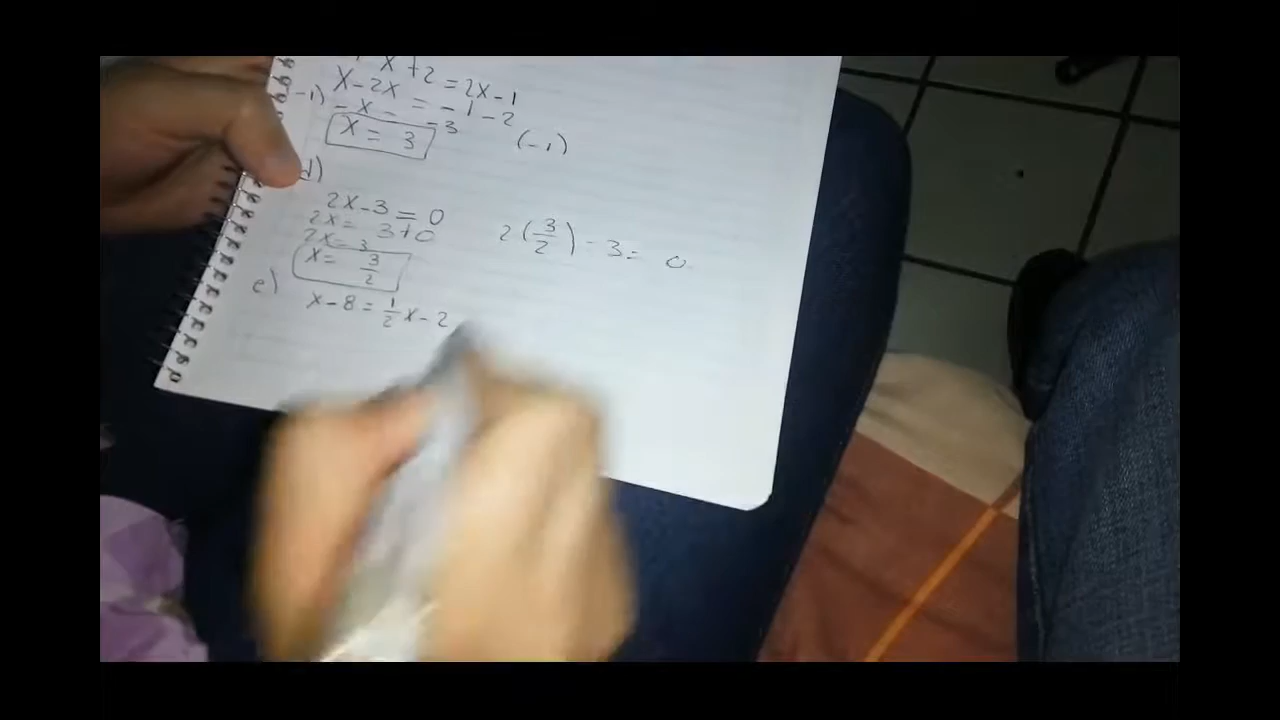 x + 2 = 2x - 1
x - 2x = - 1 - 2
-1) - x = - 3 (-1)
x = 3
d)
2x - 3 = 0
2x = 3 + 0
2x = 3
x = 3/2
2 (3/2) - 3 = 0
e) x - 8 = 1/2 x - 2